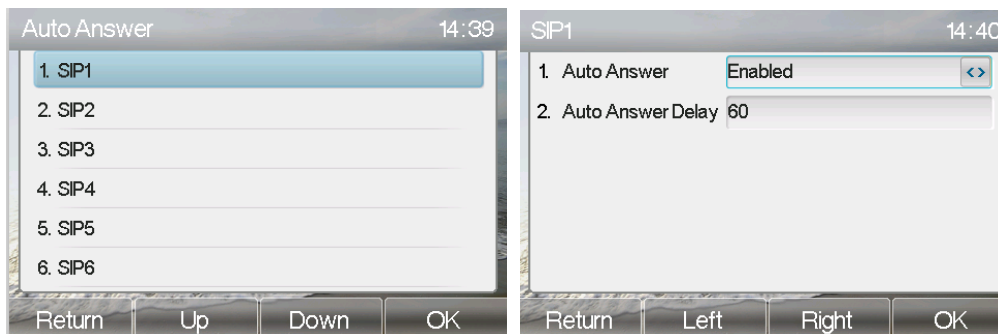 Auto Answer 14:39
1. SIP1
2. SIP2
3. SIP3
4. SIP4
5. SIP5
6. SIP6
Return Up Down OK
SIP1 14:40
1. Auto Answer Enabled <>
2. Auto Answer Delay 60
Return Left Right OK